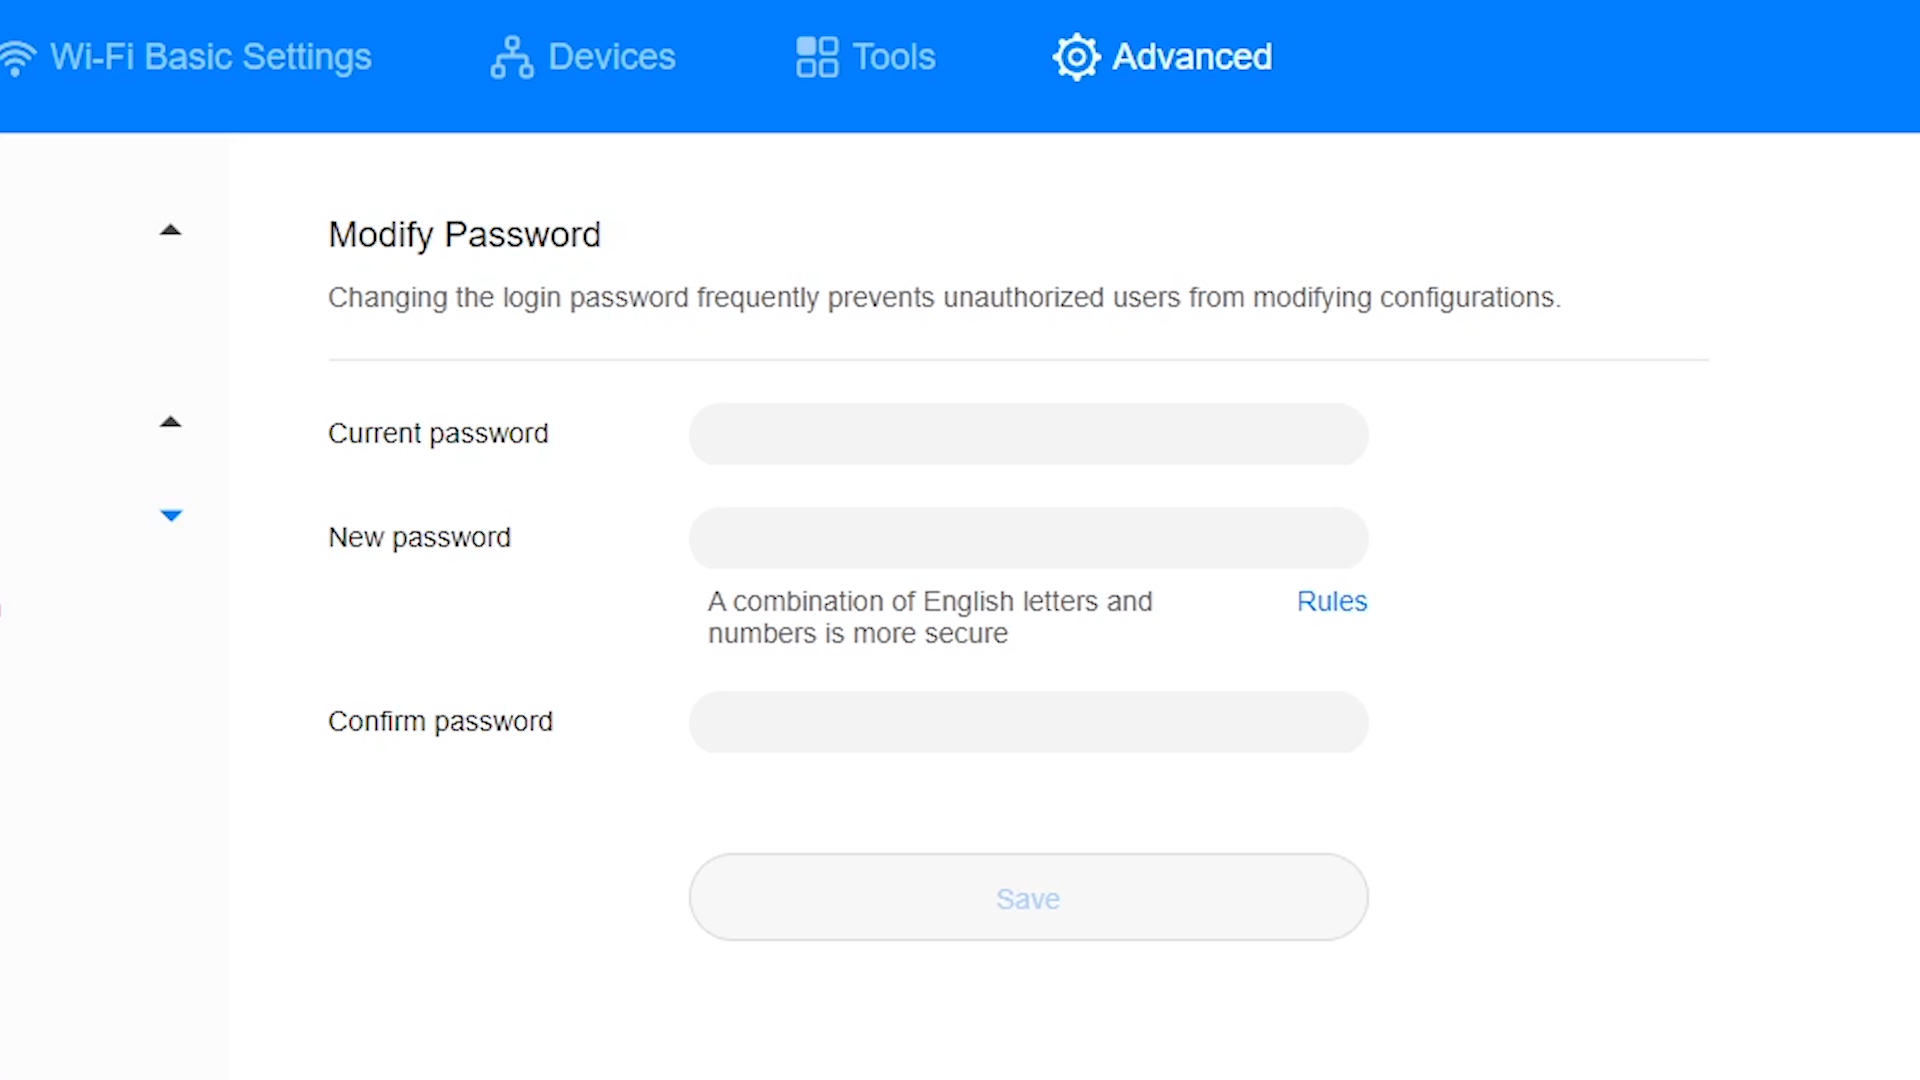 Wi-Fi Basic Settings
Devices
Tools
Advanced
Modify Password
Changing the login password frequently prevents unauthorized users from modifying configurations.
Current password
New password
A combination of English letters and
numbers is more secure
Rules
Confirm password
Save